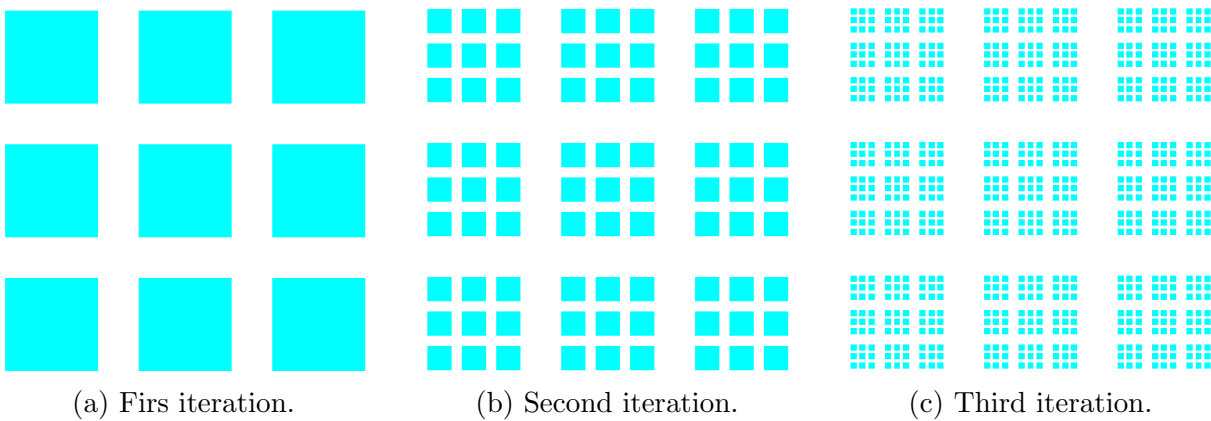 (a) Firs iteration.
(b) Second iteration.
(c) Third iteration.